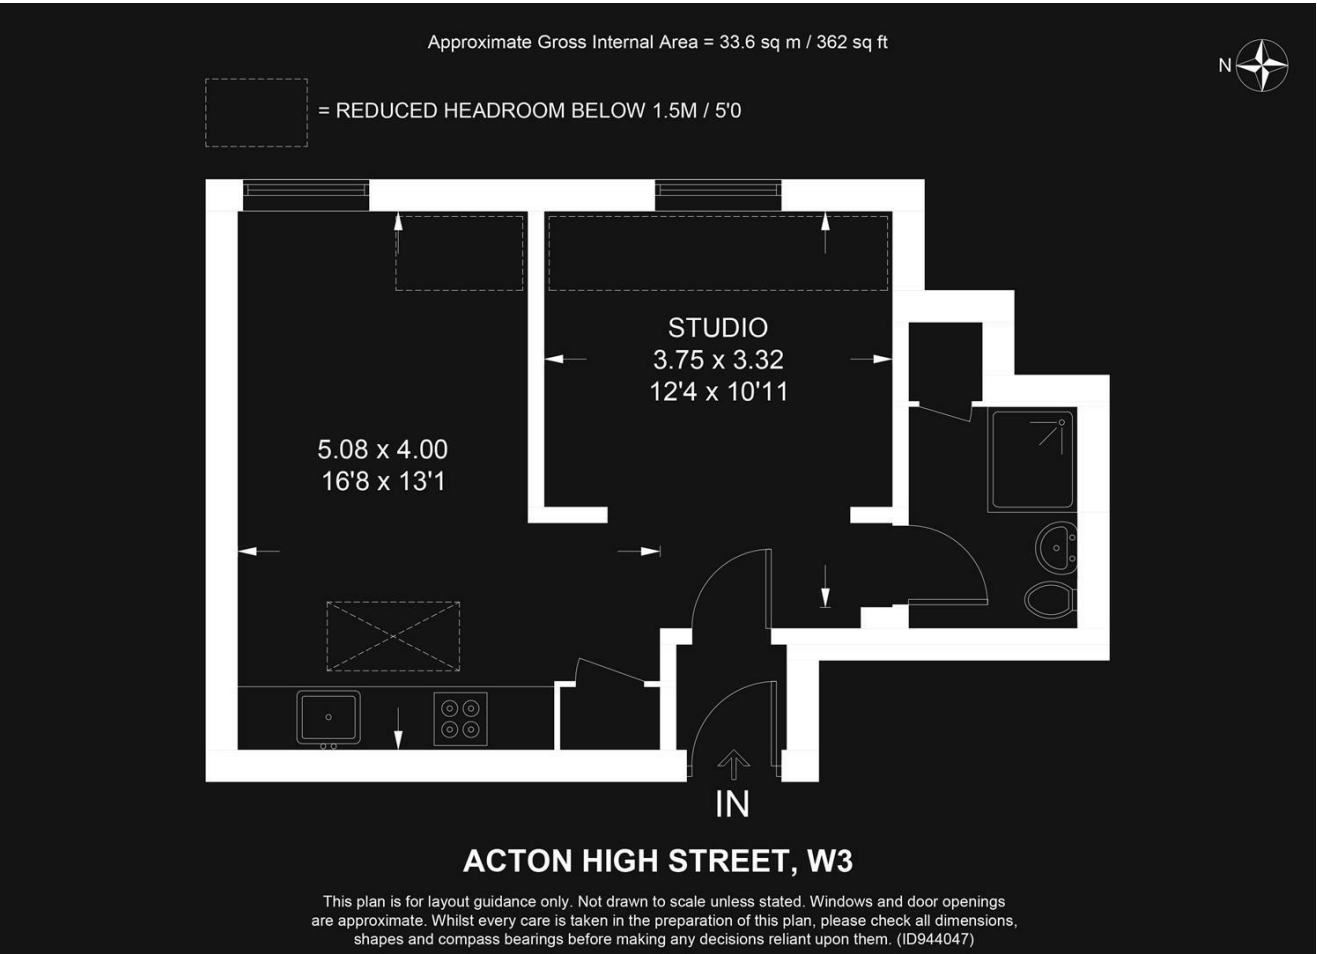 Approximate Gross Internal Area = 33.6 sq m / 362 sq ft
N
= REDUCED HEADROOM BELOW 1.5M / 5'0
STUDIO
3.75 x 3.32
12'4 x 10'11
5.08 x 4.00
16'8 x 13'1
IN
ACTON HIGH STREET, W3
This plan is for layout guidance only. Not drawn to scale unless stated. Windows and door openings
are approximate. Whilst every care is taken in the preparation of this plan, please check all dimensions,
shapes and compass bearings before making any decisions reliant upon them. (ID944047)